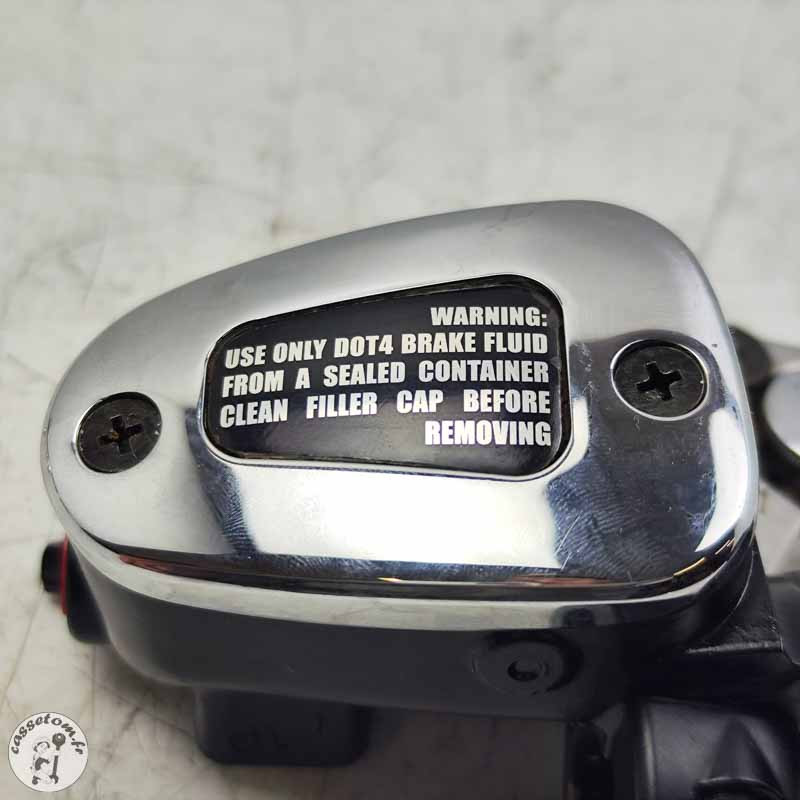 WARNING:
USE ONLY DOT4 BRAKE FLUID
FROM A SEALED CONTAINER
CLEAN FILLER CAP BEFORE
REMOVING
cassetom.fr